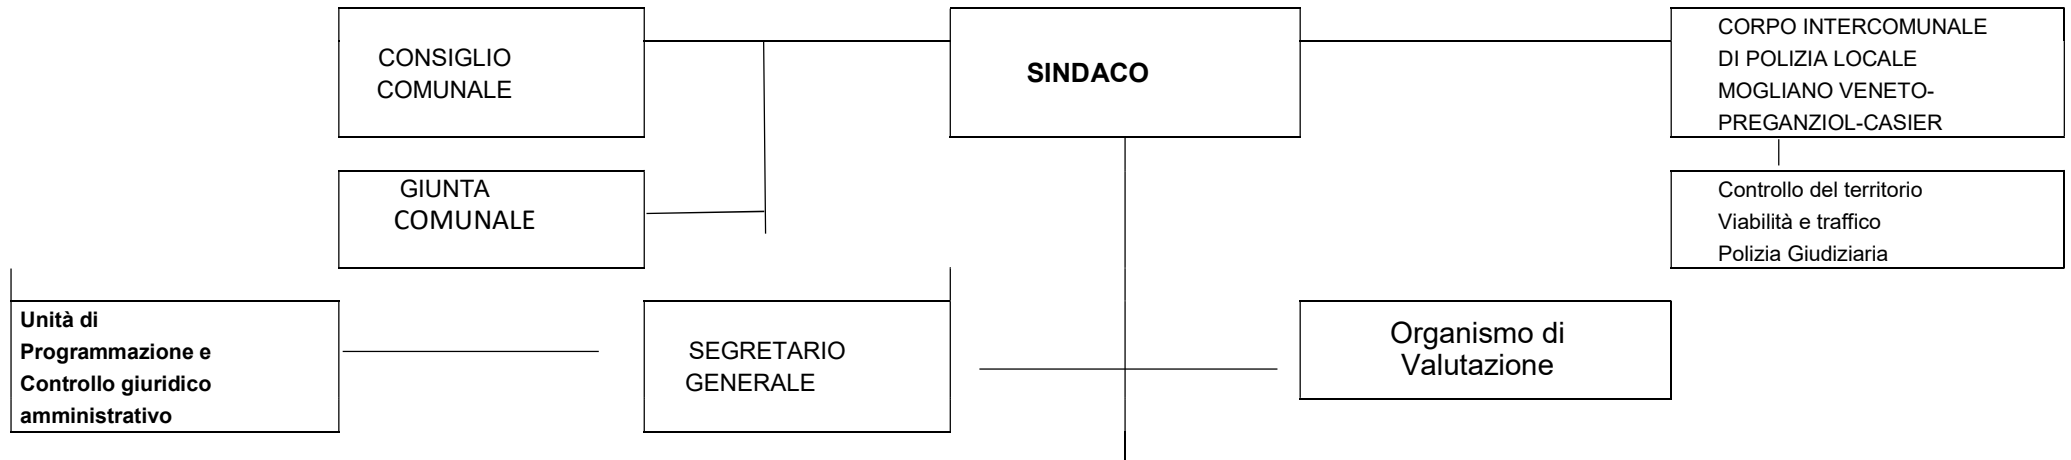 CONSIGLIO
COMUNALE
SINDACO
CORPO INTERCOMUNALE
DI POLIZIA LOCALE
MOGLIANO VENETO-
PREGANZIOL-CASIER
GIUNTA
COMUNALE
Controllo del territorio
Viabilità e traffico
Polizia Giudiziaria
Unità di
Programmazione e
Controllo giuridico
amministrativo
SEGRETARIO
GENERALE
Organismo di
Valutazione